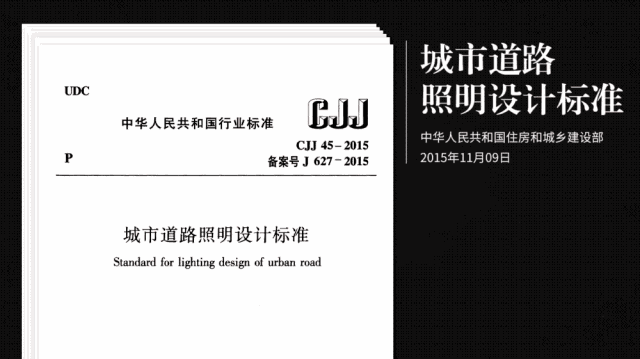 UDC
中华人民共和国行业标准
CJJ
CJJ 45－2015
P
备案号 J 627－2015
城市道路照明设计标准
Standard for lighting design of urban road
城市道路
照明设计标准
中华人民共和国住房和城乡建设部
2015年11月09日